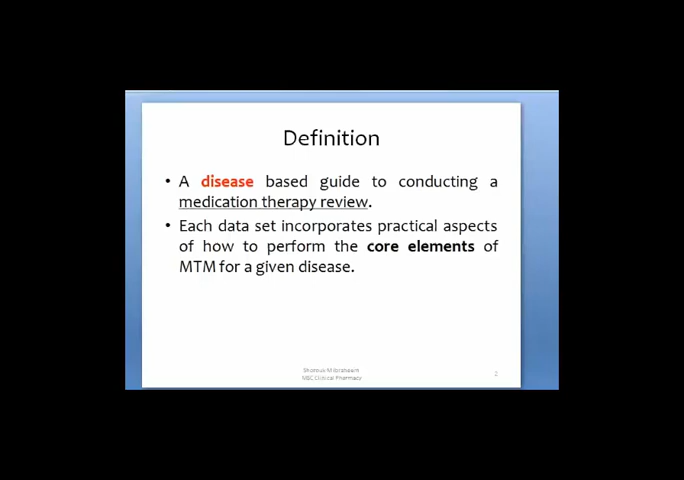 Definition
• A disease based guide to conducting a
medication therapy review.
• Each data set incorporates practical aspects
of how to perform the core elements of
MTM for a given disease.
MSC Clinical Pharmacy
2